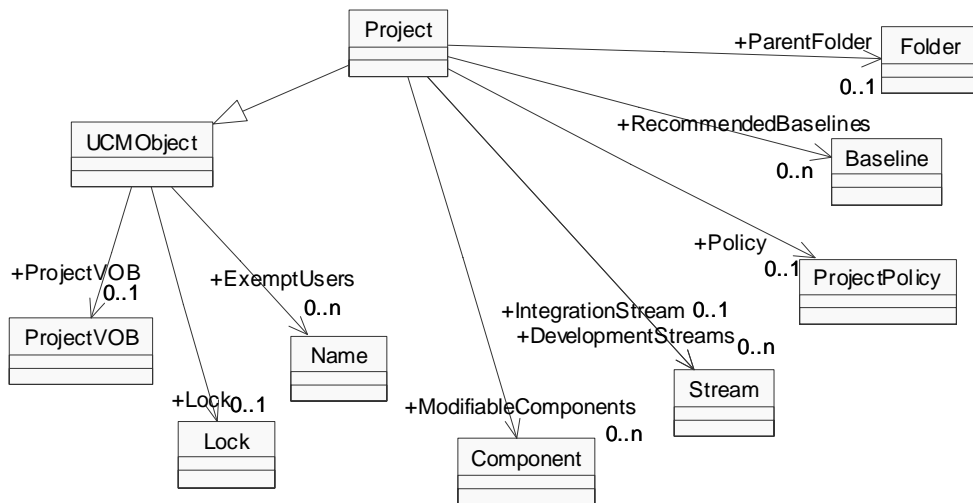 Project
+ParentFolder
Folder
0..1
+RecommendedBaselines
UCMObject
Baseline
0..n
+Policy
+ProjectVOB
+ExemptUsers
0..1
ProjectPolicy
0..1
0..n
+IntegrationStream 0..1
ProjectVOB
+DevelopmentStreams
0..n
Name
Stream
+Lock 0..1
+ModifiableComponents
0..n
Lock
Component